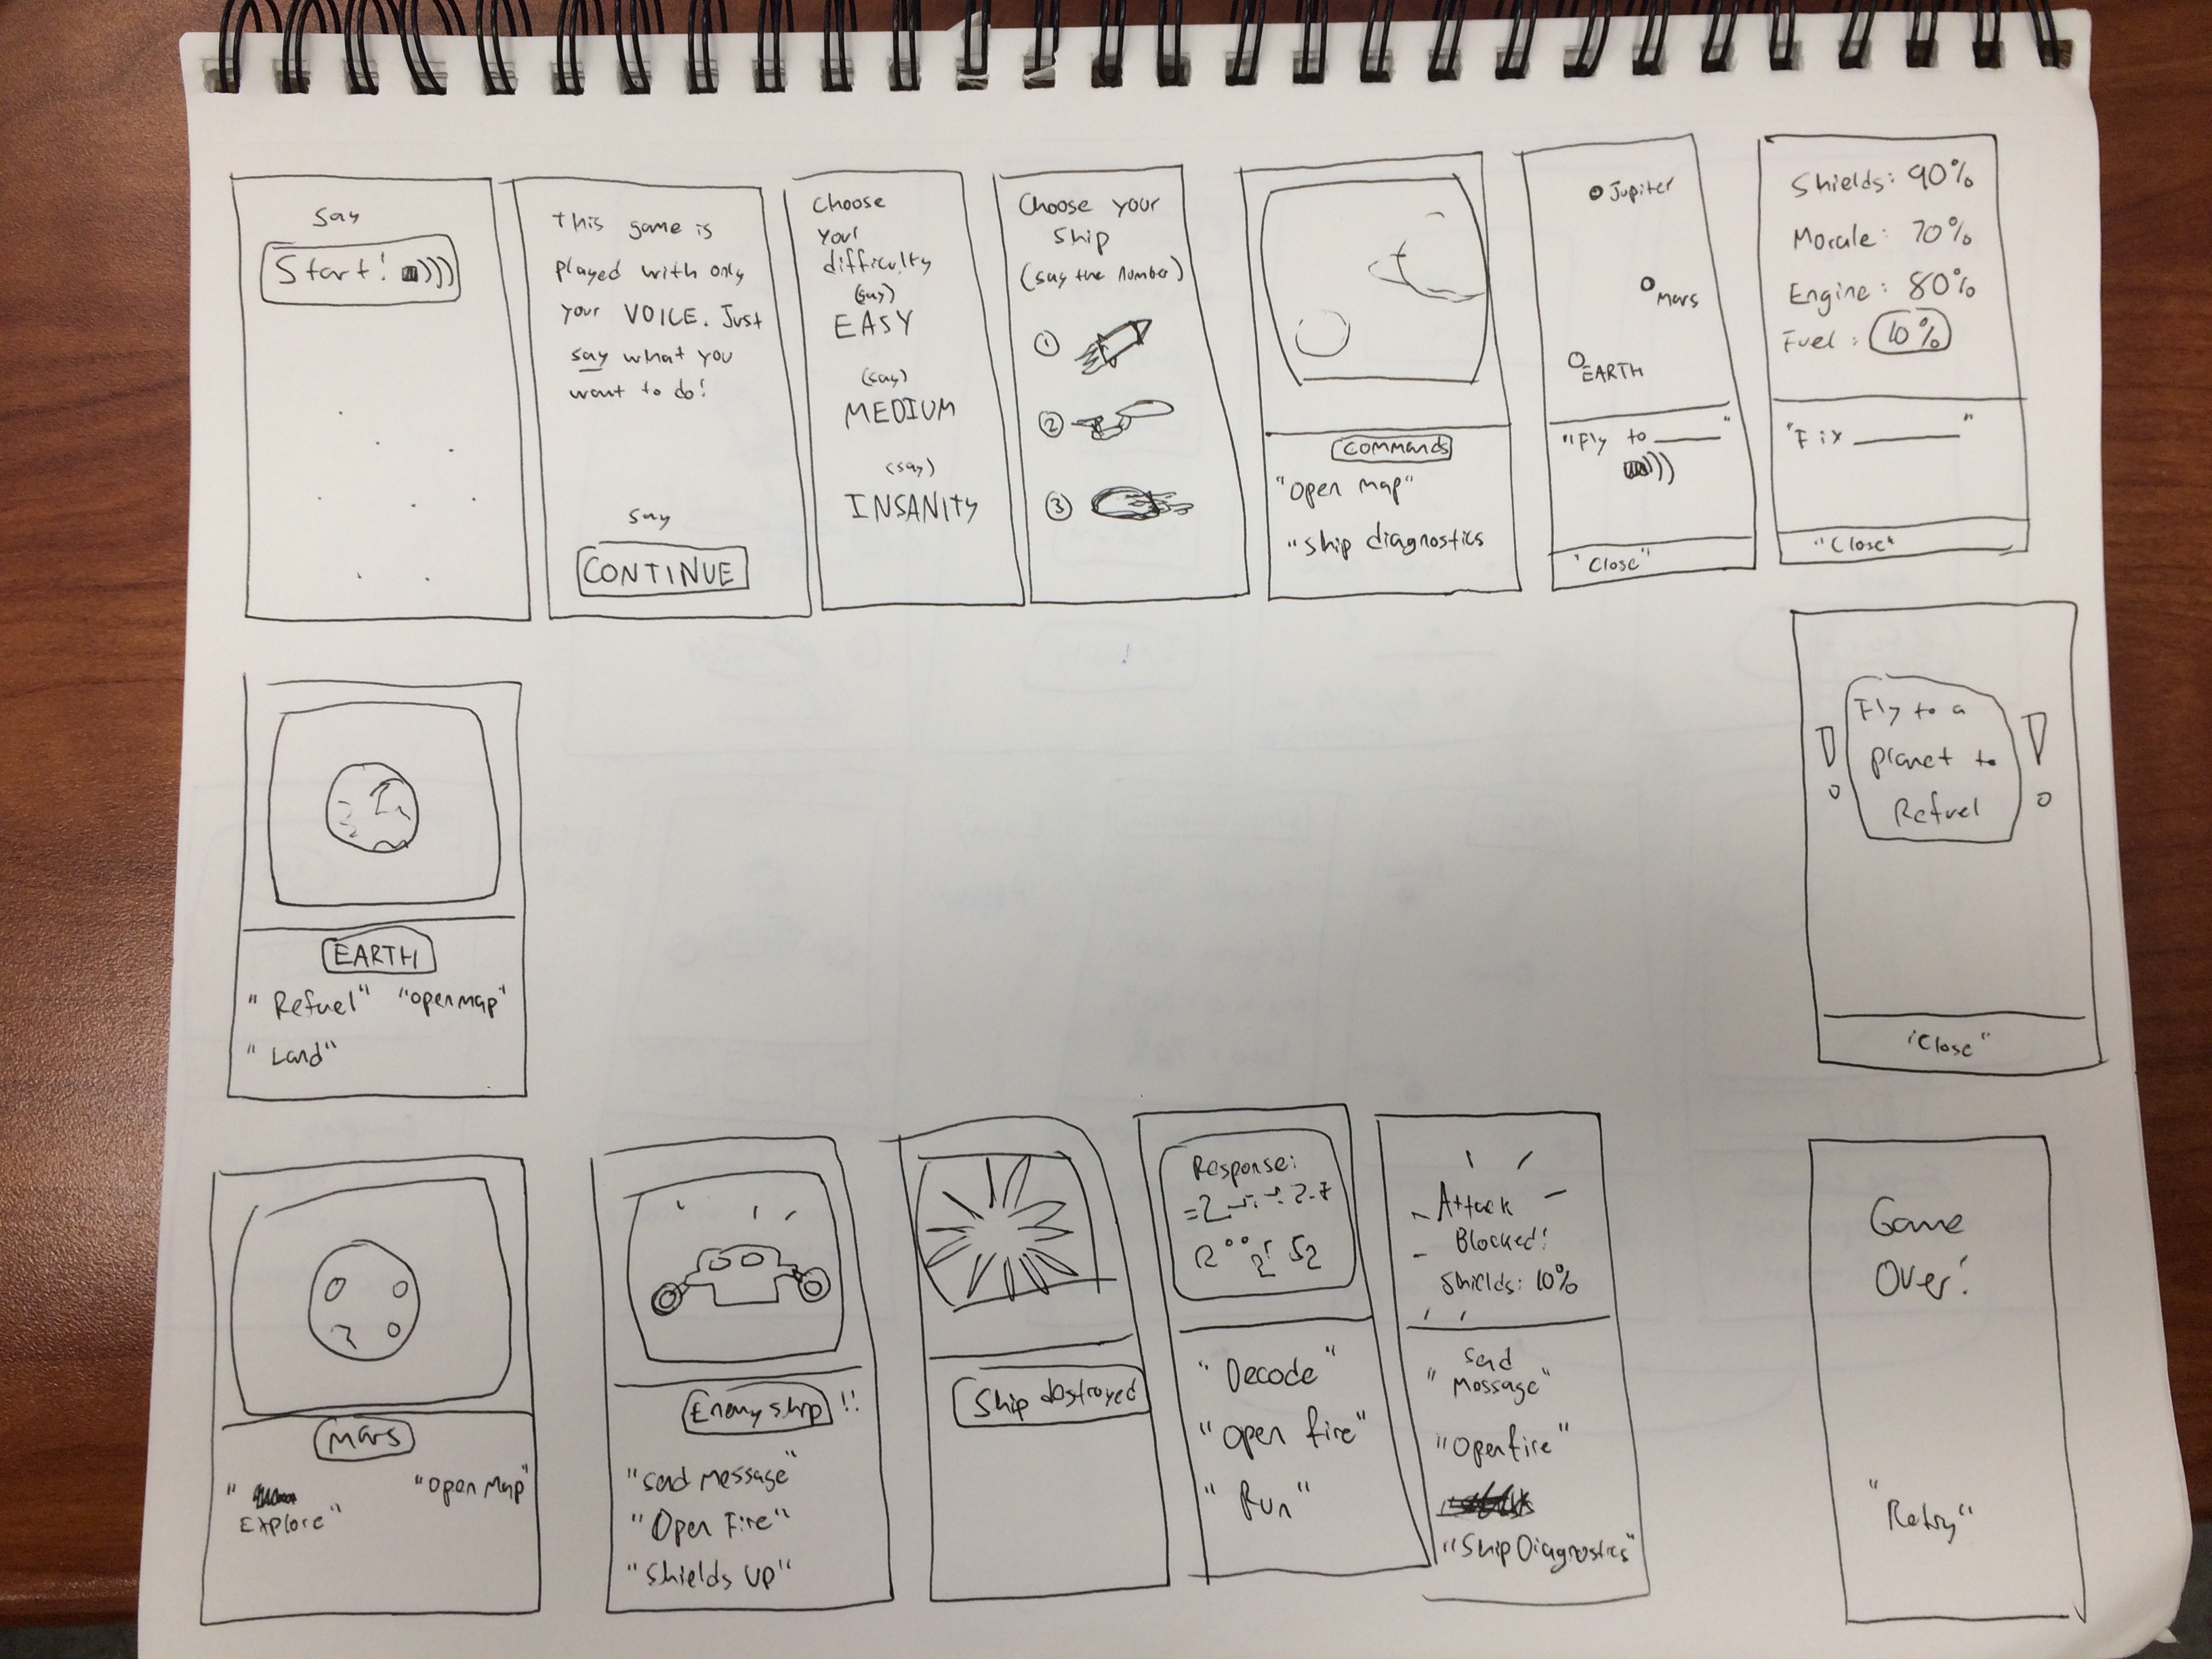 Say
Start!
This game is
played with only
your VOICE. Just
say what you
want to do!
say
CONTINUE
Choose
your
difficulty
(say)
EASY
(say)
MEDIUM
(say)
INSANITY
Choose your
ship
(say the number)
1
2
3
Commands
"open map"
"ship diagnostics
Jupiter
Mars
EARTH
"Fly to ____"
"Close"
Shields: 90%
Morale: 70%
Engine: 80%
Fuel: 10%
"Fix ____"
"Close"
EARTH
"Refuel" "open map"
"Land"
Fly to a
planet to
Refuel
"Close"
Mars
"Explore" "open map"
Enemy ship!!
"send message"
"Open Fire"
"Shields up"
Ship destroyed
Response:
"Decode"
"open fire"
"Run"
Attack
Blocked!
Shields: 10%
"Send
Message"
"Open fire"
"Ship Diagnostics"
Game
Over!
"Retry"